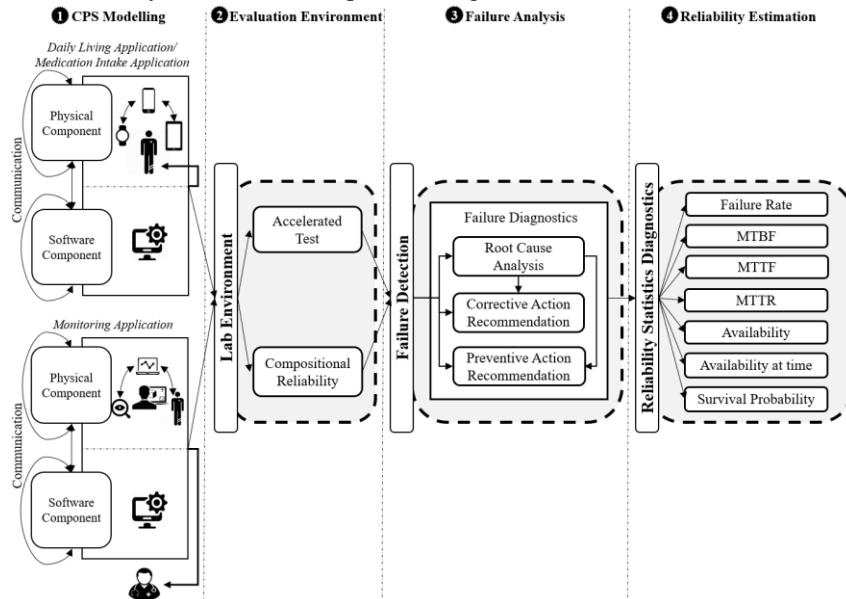 ❶ CPS Modelling
❷ Evaluation Environment
❸ Failure Analysis
❹ Reliability Estimation
Daily Living Application/
Medication Intake Application
Physical
Component
Communication
Software
Component
Monitoring Application
Physical
Component
Communication
Software
Component
Lab Environment
Accelerated
Test
Compositional
Reliability
Failure Detection
Failure Diagnostics
Root Cause
Analysis
Corrective Action
Recommendation
Preventive Action
Recommendation
Reliability Statistics Diagnostics
Failure Rate
MTBF
MTTF
MTTR
Availability
Availability at time
Survival Probability